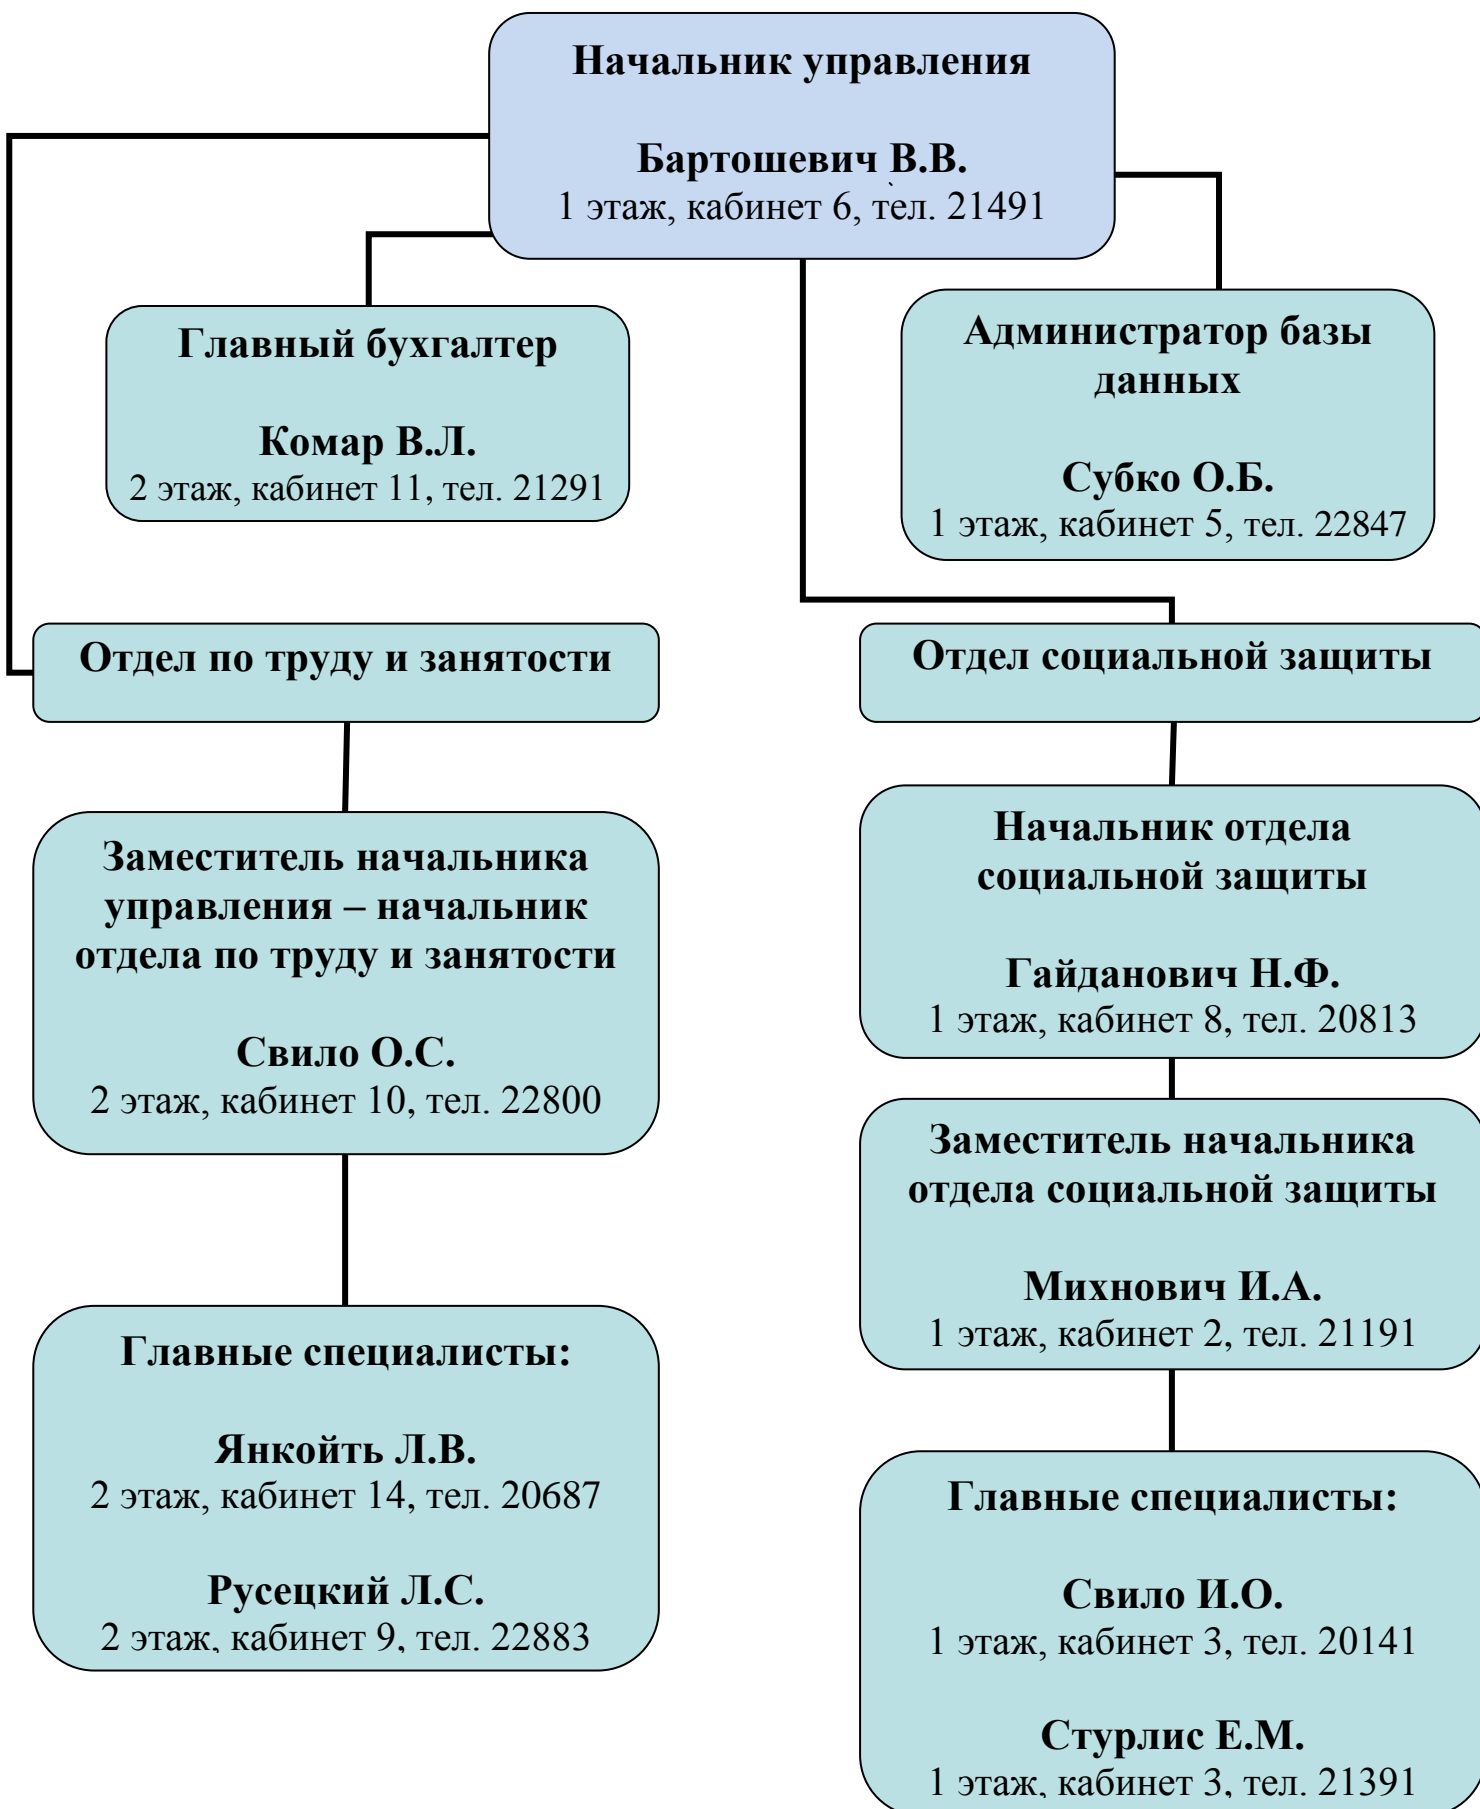 Начальник управления
Бартошевич В.В.
1 этаж, кабинет 6, тел. 21491
Главный бухгалтер
Комар В.Л.
2 этаж, кабинет 11, тел. 21291
Администратор базы
данных
Субко О.Б.
1 этаж, кабинет 5, тел. 22847
Отдел по труду и занятости
Заместитель начальника
управления – начальник
отдела по труду и занятости
Свило О.С.
2 этаж, кабинет 10, тел. 22800
Главные специалисты:
Янкойть Л.В.
2 этаж, кабинет 14, тел. 20687
Русецкий Л.С.
2 этаж, кабинет 9, тел. 22883
Отдел социальной защиты
Начальник отдела
социальной защиты
Гайданович Н.Ф.
1 этаж, кабинет 8, тел. 20813
Заместитель начальника
отдела социальной защиты
Михнович И.А.
1 этаж, кабинет 2, тел. 21191
Главные специалисты:
Свило И.О.
1 этаж, кабинет 3, тел. 20141
Стурлис Е.М.
1 этаж, кабинет 3, тел. 21391